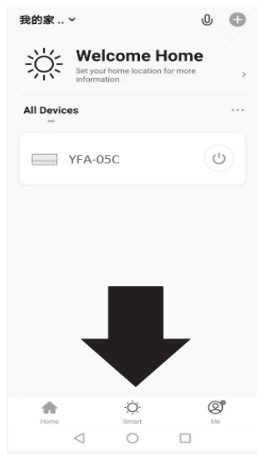 我的家 ..
Welcome Home
Set your home location for more
information
All Devices
YFA-05C
Home
Smart
Me